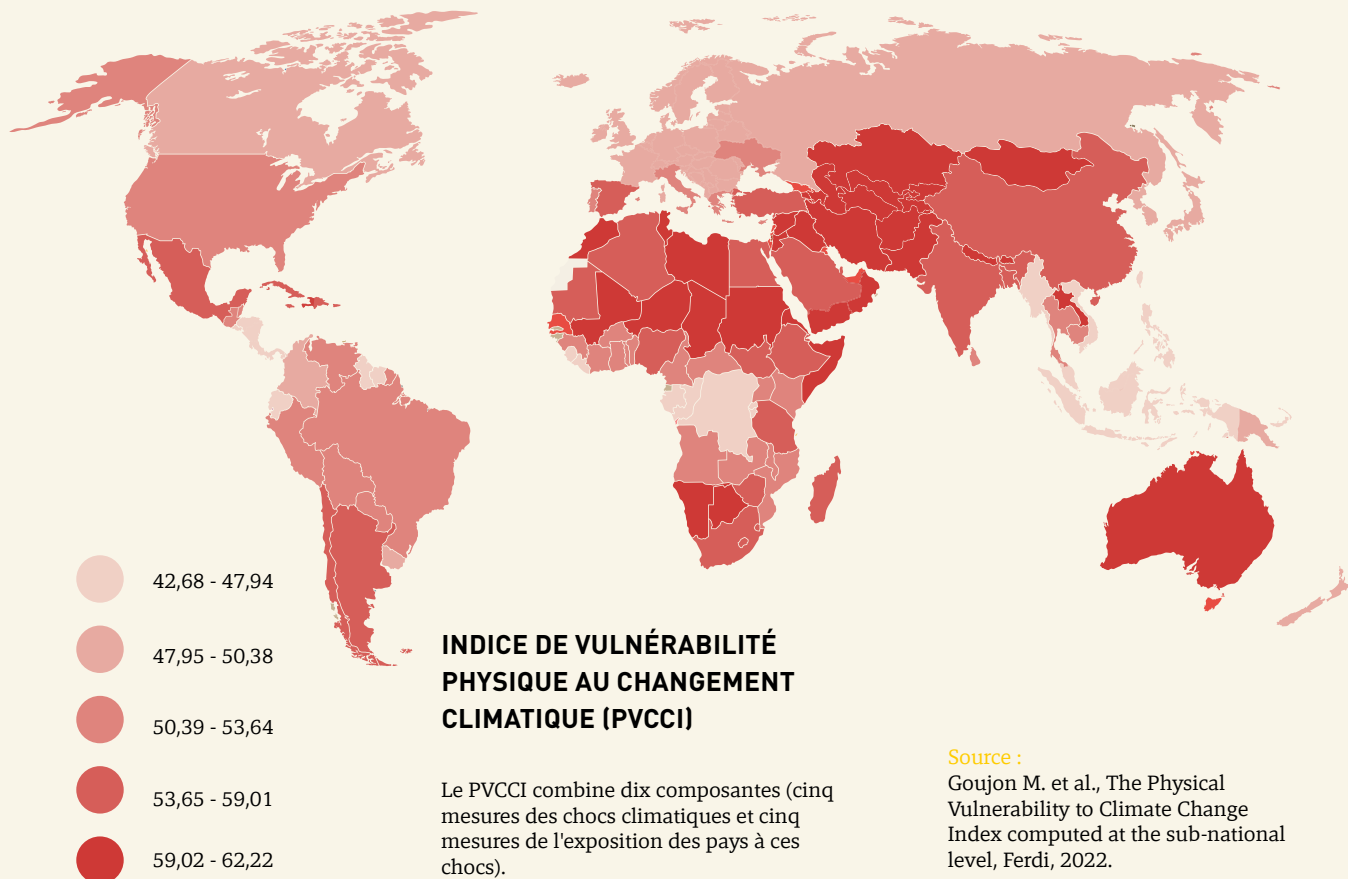 42,68 - 47,94
47,95 - 50,38
50,39 - 53,64
53,65 - 59,01
59,02 - 62,22
INDICE DE VULNÉRABILITÉ
PHYSIQUE AU CHANGEMENT
CLIMATIQUE (PVCCI)
Le PVCCI combine dix composantes (cinq
mesures des chocs climatiques et cinq
mesures de l'exposition des pays à ces
chocs).
Source :
Goujon M. et al., The Physical
Vulnerability to Climate Change
Index computed at the sub-national
level, Ferdi, 2022.